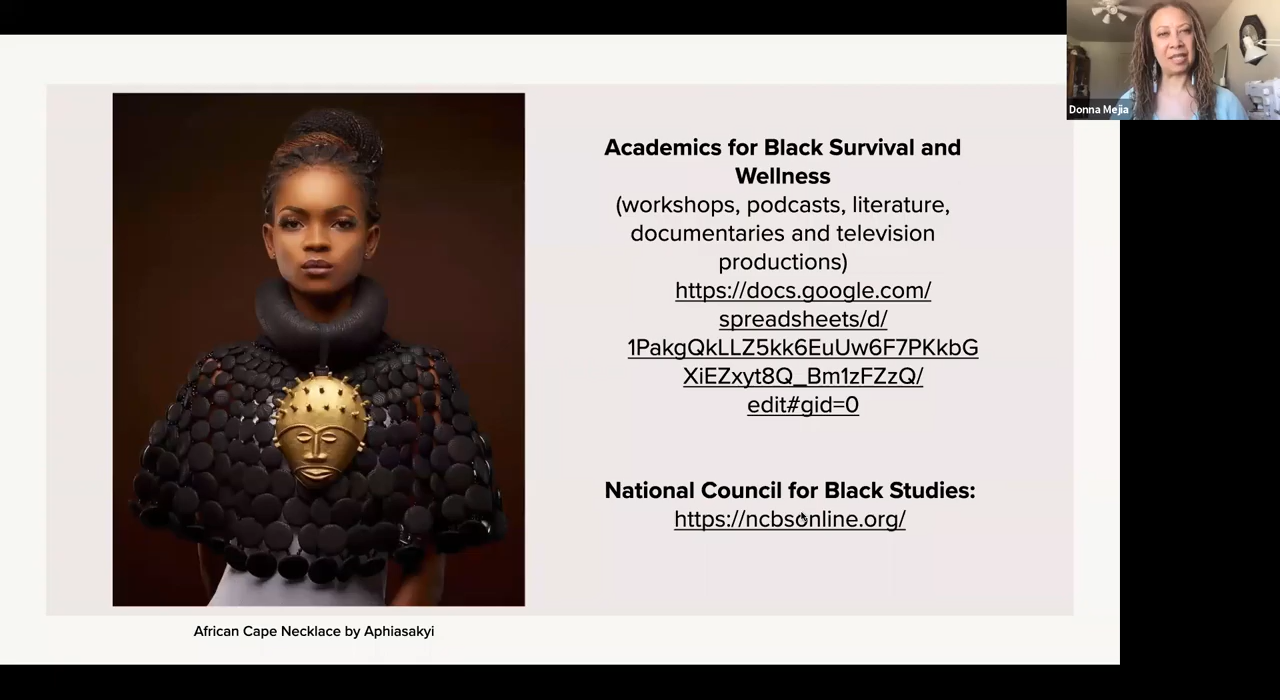 Donna Mejia
Academics for Black Survival and
Wellness
(workshops, podcasts, literature,
documentaries and television
productions)
https://docs.google.com/
spreadsheets/d/
1PakgQkLLZ5kk6EuUw6F7PKkbG
XiEZxyt8Q_Bm1zFZzQ/
edit#gid=0
National Council for Black Studies:
https://ncbsonline.org/
African Cape Necklace by Aphiasakyi